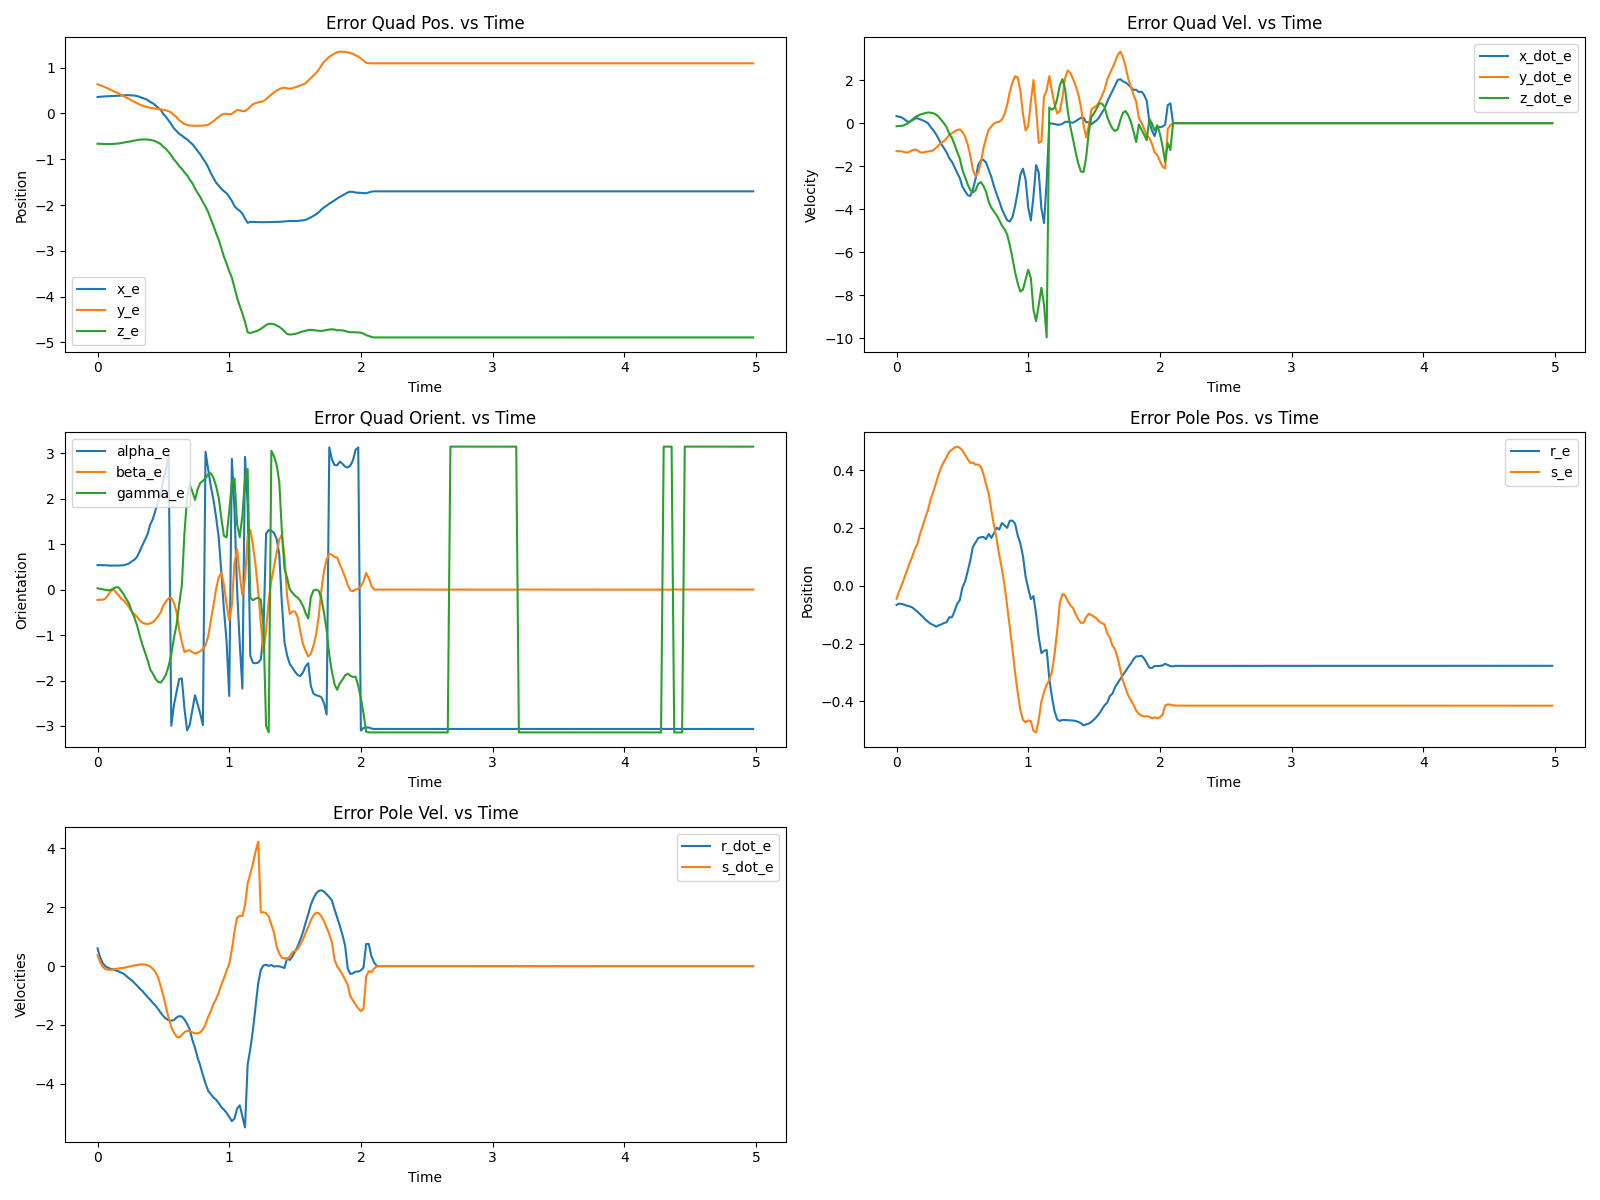 Error Quad Pos. vs Time
Position
1
0
−1
−2
−3
−4
−5
x_e
y_e
z_e
0 1 2 3 4 5
Time
Error Quad Vel. vs Time
Velocity
2
0
−2
−4
−6
−8
−10
x_dot_e
y_dot_e
z_dot_e
0 1 2 3 4 5
Time
Error Quad Orient. vs Time
Orientation
3
2
1
0
−1
−2
−3
alpha_e
beta_e
gamma_e
0 1 2 3 4 5
Time
Error Pole Pos. vs Time
Position
0.4
0.2
0.0
−0.2
−0.4
r_e
s_e
0 1 2 3 4 5
Time
Error Pole Vel. vs Time
Velocities
4
2
0
−2
−4
r_dot_e
s_dot_e
0 1 2 3 4 5
Time